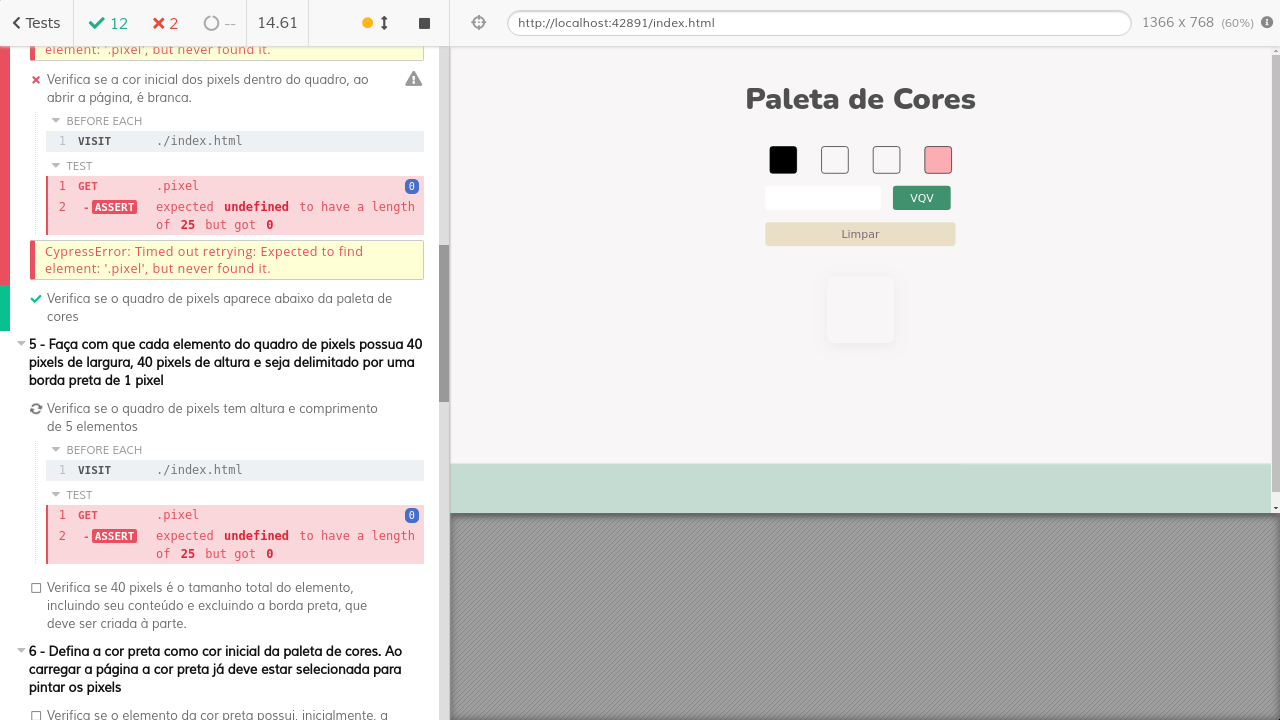 Tests
12
2
--
14.61
http://localhost:42891/index.html
1366 x 768 (60%)
element: '.pixel', but never found it.
Verifica se a cor inicial dos pixels dentro do quadro, ao
abrir a página, é branca.
BEFORE EACH
1 VISIT ./index.html
TEST
1 GET .pixel 0
2 -ASSERT expected undefined to have a length
of 25 but got 0
CypressError: Timed out retrying: Expected to find
element: '.pixel', but never found it.
Verifica se o quadro de pixels aparece abaixo da paleta de
cores
5 - Faça com que cada elemento do quadro de pixels possua 40
pixels de largura, 40 pixels de altura e seja delimitado por uma
borda preta de 1 pixel
Verifica se o quadro de pixels tem altura e comprimento
de 5 elementos
BEFORE EACH
1 VISIT ./index.html
TEST
1 GET .pixel 0
2 -ASSERT expected undefined to have a length
of 25 but got 0
Verifica se 40 pixels é o tamanho total do elemento,
incluindo seu conteúdo e excluindo a borda preta, que
deve ser criada à parte.
6 - Defina a cor preta como cor inicial da paleta de cores. Ao
carregar a página a cor preta já deve estar selecionada para
pintar os pixels
Verifica se o elemento da cor preta possui, inicialmente, a
Paleta de Cores
VQV
Limpar